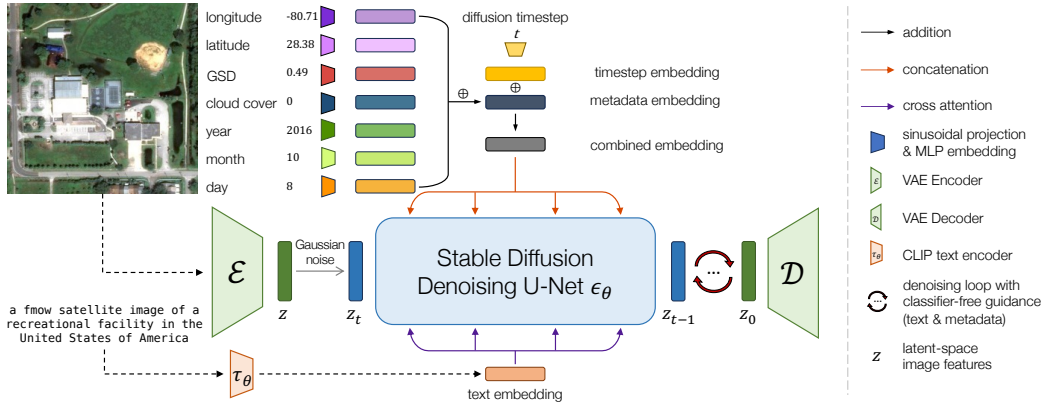 longitude -80.71
latitude 28.38
GSD 0.49
cloud cover 0
year 2016
month 10
day 8
diffusion timestep
t
timestep embedding
⊕
⊕
metadata embedding
combined embedding
ℰ
Gaussian
noise
z
z_t
Stable Diffusion
Denoising U-Net ϵ_θ
z_{t−1}
...
z_0
𝒟
a fmow satellite image of a
recreational facility in the
United States of America
τ_θ
text embedding
addition
concatenation
cross attention
sinusoidal projection
& MLP embedding
ℰ VAE Encoder
𝒟 VAE Decoder
τ_θ CLIP text encoder
...
denoising loop with
classifier-free guidance
(text & metadata)
z latent-space
image features